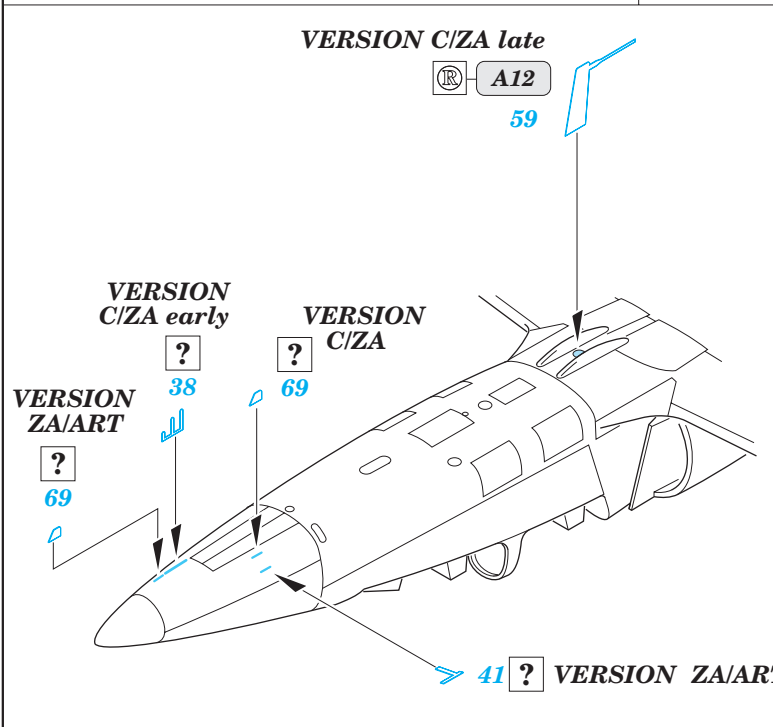 VERSION C/ZA late
® A12
59
VERSION
C/ZA early
?
38
VERSION
C/ZA
?
69
VERSION
ZA/ART
?
69
41 ? VERSION ZA/ART